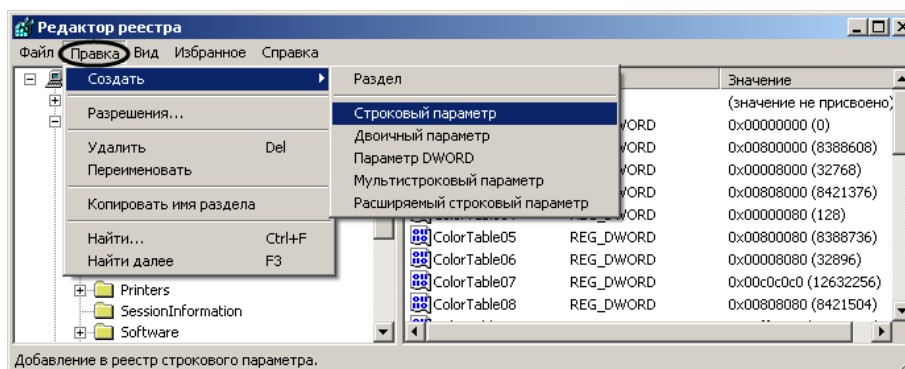 Редактор реестра
Файл Правка Вид Избранное Справка
Создать
Разрешения...
Удалить Del
Переименовать
Копировать имя раздела
Найти... Ctrl+F
Найти далее F3
Раздел
Строковый параметр
Двоичный параметр
Параметр DWORD
Мультистроковый параметр
Расширяемый строковый параметр
Значение
(значение не присвоено)
0x00000000 (0)
0x00800000 (8388608)
0x00008000 (32768)
0x00808000 (8421376)
0x00000080 (128)
ColorTable05 REG_DWORD 0x00800080 (8388736)
ColorTable06 REG_DWORD 0x00008080 (32896)
ColorTable07 REG_DWORD 0x00c0c0c0 (12632256)
ColorTable08 REG_DWORD 0x00808080 (8421504)
Printers
SessionInformation
Software
Добавление в реестр строкового параметра.